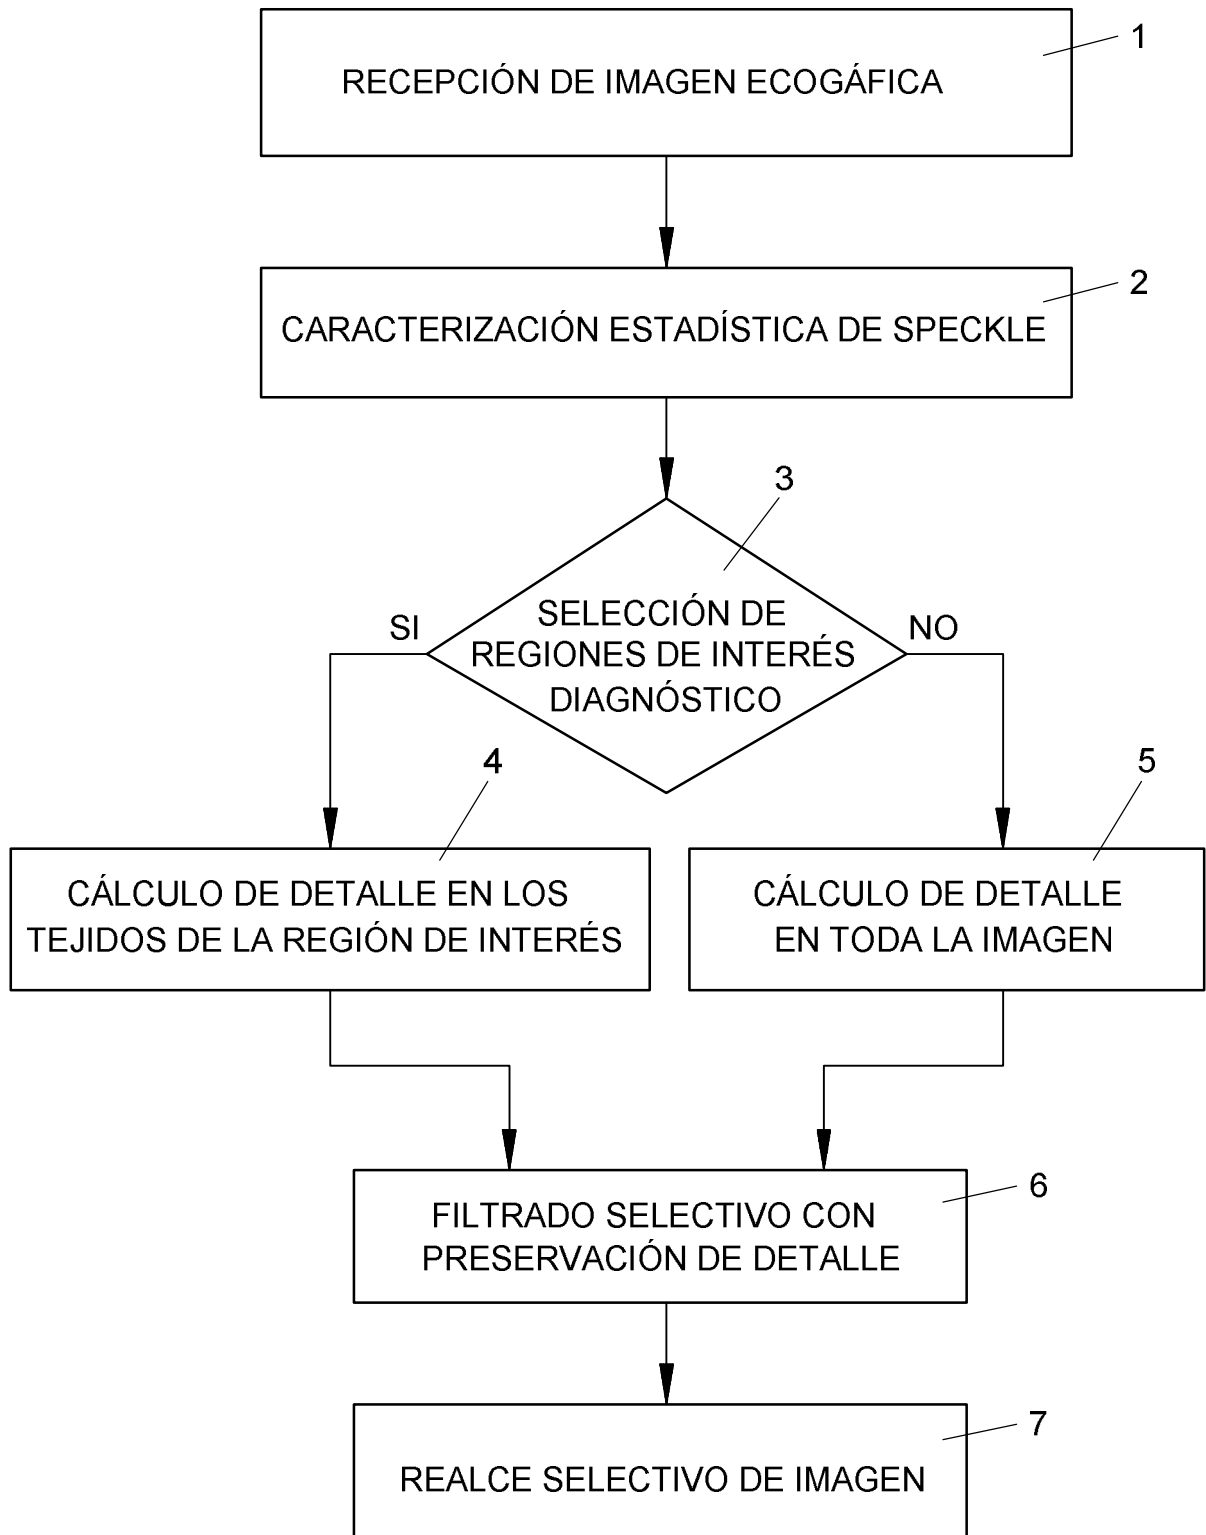 1
RECEPCIÓN DE IMAGEN ECOGÁFICA
2
CARACTERIZACIÓN ESTADÍSTICA DE SPECKLE
3
SELECCIÓN DE
REGIONES DE INTERÉS
DIAGNÓSTICO
SI
NO
4
CÁLCULO DE DETALLE EN LOS
TEJIDOS DE LA REGIÓN DE INTERÉS
5
CÁLCULO DE DETALLE
EN TODA LA IMAGEN
6
FILTRADO SELECTIVO CON
PRESERVACIÓN DE DETALLE
7
REALCE SELECTIVO DE IMAGEN